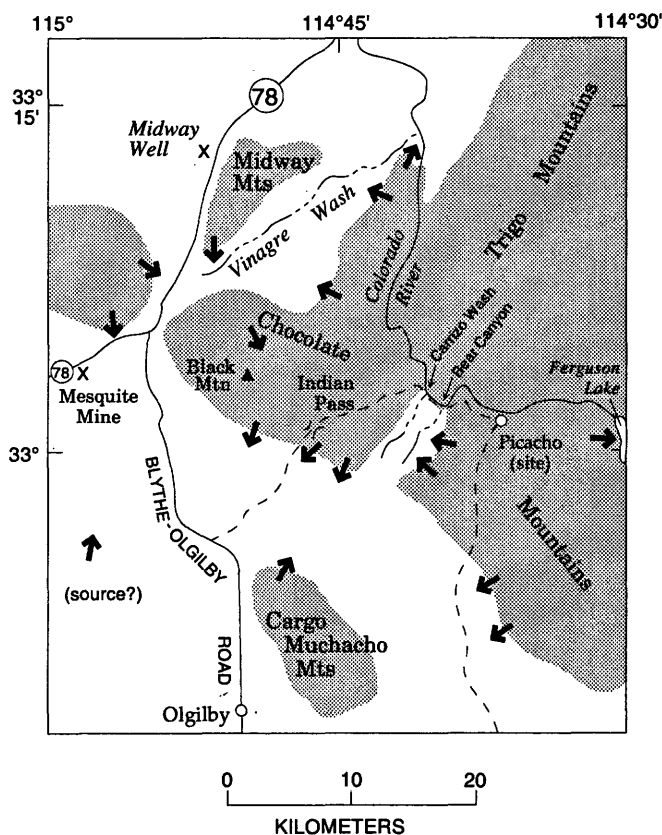 115°
114°45'
114°30'
33°
15'
78
Midway
Well
X
Midway
Mts
Vinagre
Wash
Colorado
River
Trigo
Mountains
Chocolate
Mountains
Carrizo Wash
Bear Canyon
78
X
Mesquite
Mine
Black
Mtn
Indian
Pass
Ferguson
Lake
Picacho
(site)
33°
BLYTHE-OLGILBY
ROAD
(source?)
Cargo
Muchacho
Mts
Olgilby
0
10
20
KILOMETERS